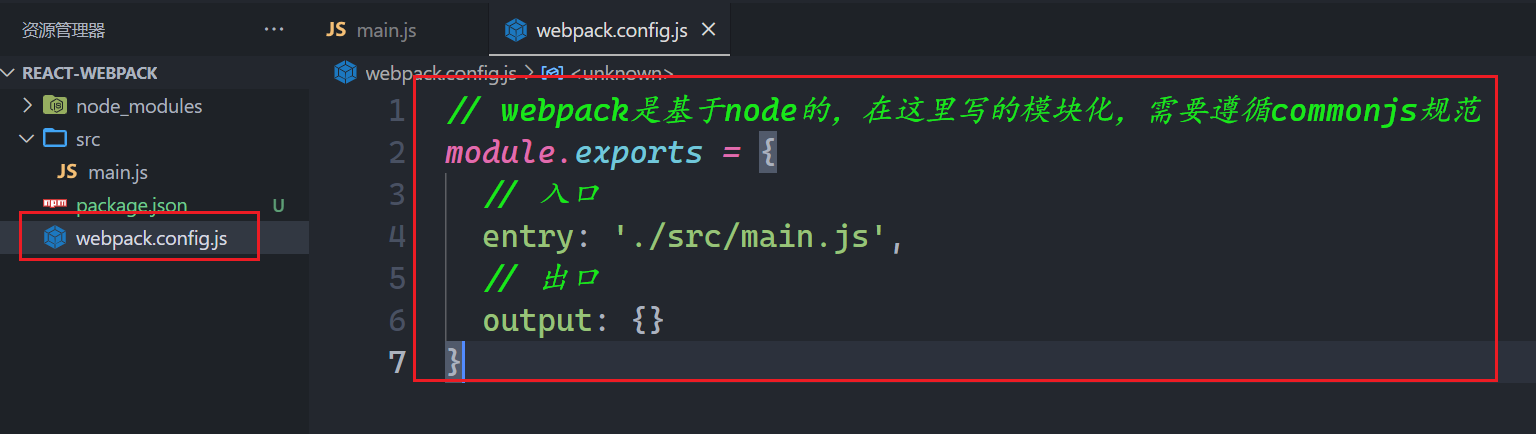 资源管理器 ···
JS main.js
webpack.config.js ×
REACT-WEBPACK
webpack.config.js > <unknown>
node_modules
src
JS main.js
package.json U
webpack.config.js
1 // webpack是基于node的，在这里写的模块化，需要遵循commonjs规范
2 module.exports = {
3 // 入口
4 entry: './src/main.js',
5 // 出口
6 output: {}
7 }